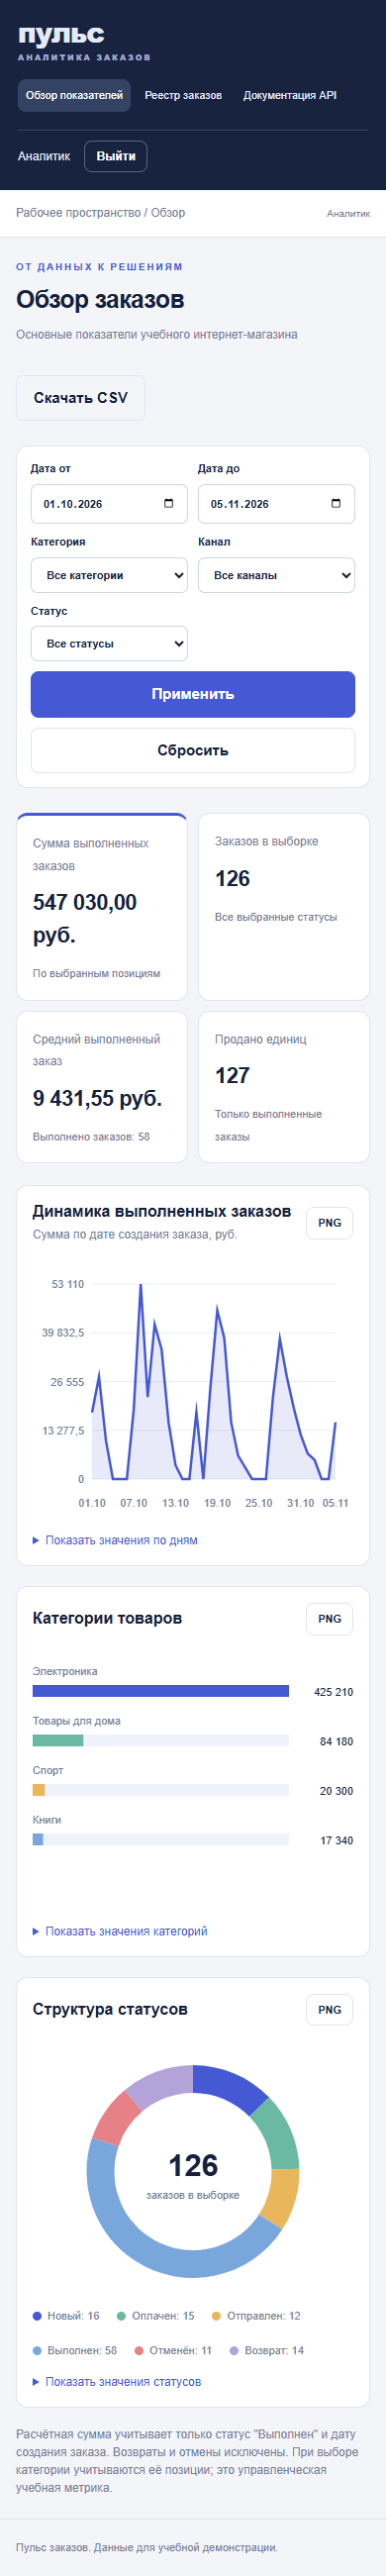 пульс
АНАЛИТИКА ЗАКАЗОВ
Обзор показателей Реестр заказов Документация API
Аналитик Выйти
Рабочее пространство / Обзор Аналитик
ОТ ДАННЫХ К РЕШЕНИЯМ
Обзор заказов
Основные показатели учебного интернет-магазина
Скачать CSV
Дата от Дата до
01.10.2026 05.11.2026
Категория Канал
Все категории Все каналы
Статус
Все статусы
Применить
Сбросить
Сумма выполненных
заказов
547 030,00
руб.
По выбранным позициям
Заказов в выборке
126
Все выбранные статусы
Средний выполненный
заказ
9 431,55 руб.
Выполнено заказов: 58
Продано единиц
127
Только выполненные
заказы
Динамика выполненных заказов PNG
Сумма по дате создания заказа, руб.
53 110
39 832,5
26 555
13 277,5
0
01.10 07.10 13.10 19.10 25.10 31.10 05.11
Показать значения по дням
Категории товаров PNG
Электроника
425 210
Товары для дома
84 180
Спорт
20 300
Книги
17 340
Показать значения категорий
Структура статусов PNG
126
заказов в выборке
Новый: 16 Оплачен: 15 Отправлен: 12
Выполнен: 58 Отменён: 11 Возврат: 14
Показать значения статусов
Расчётная сумма учитывает только статус "Выполнен" и дату
создания заказа. Возвраты и отмены исключены. При выборе
категории учитываются её позиции; это управленческая
учебная метрика.
Пульс заказов. Данные для учебной демонстрации.